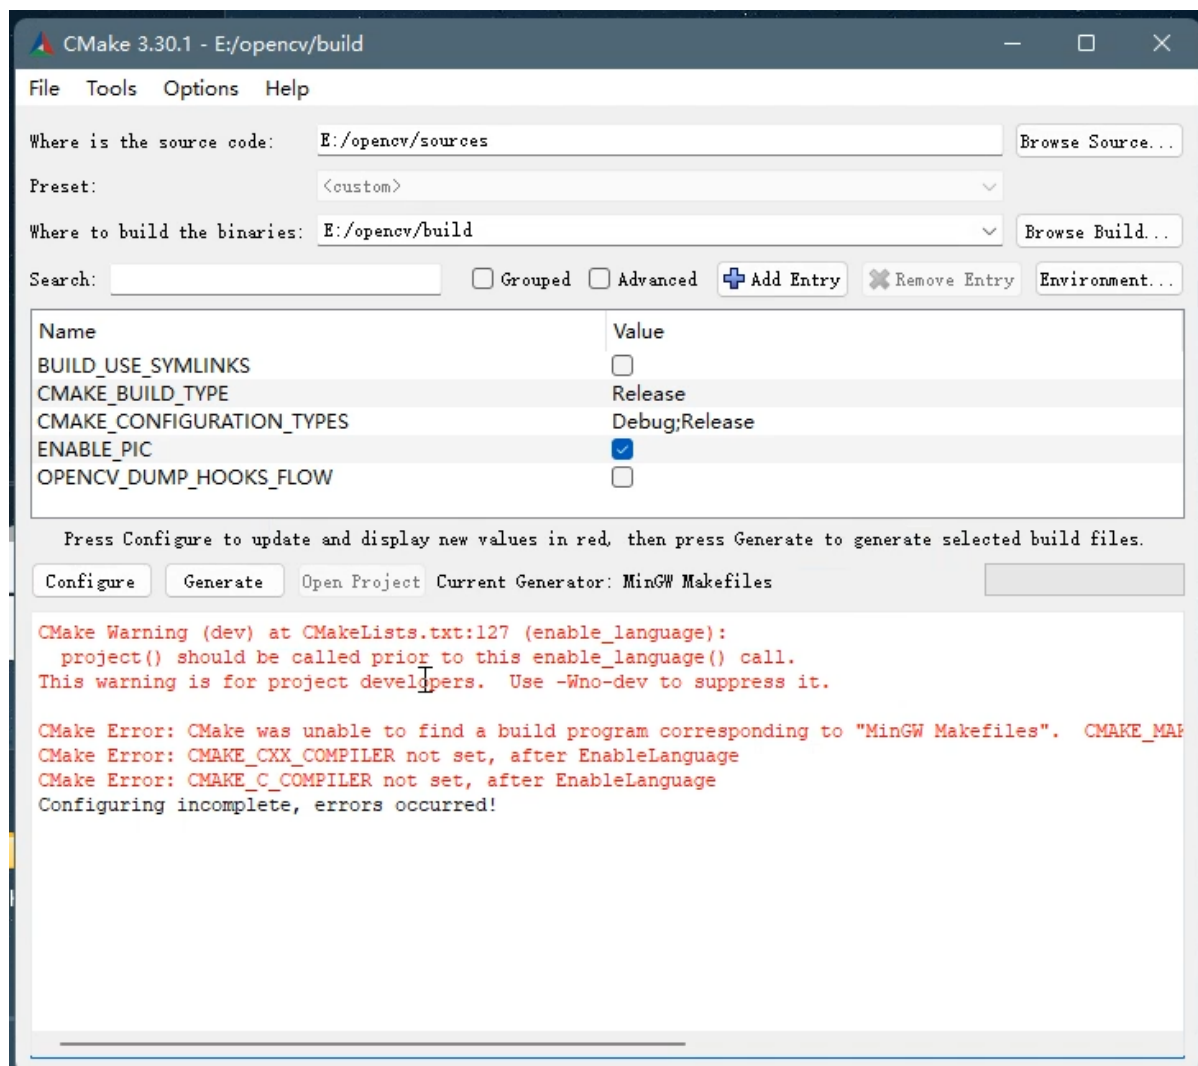 CMake 3.30.1 - E:/opencv/build
File Tools Options Help
Where is the source code: E:/opencv/sources Browse Source...
Preset: <custom>
Where to build the binaries: E:/opencv/build Browse Build...
Search: Grouped Advanced Add Entry Remove Entry Environment...
Name Value
BUILD_USE_SYMLINKS
CMAKE_BUILD_TYPE Release
CMAKE_CONFIGURATION_TYPES Debug;Release
ENABLE_PIC
OPENCV_DUMP_HOOKS_FLOW
Press Configure to update and display new values in red, then press Generate to generate selected build files.
Configure Generate Open Project Current Generator: MinGW Makefiles
CMake Warning (dev) at CMakeLists.txt:127 (enable_language):
project() should be called prior to this enable_language() call.
This warning is for project developers. Use -Wno-dev to suppress it.
CMake Error: CMake was unable to find a build program corresponding to "MinGW Makefiles". CMAKE_MAK
CMake Error: CMAKE_CXX_COMPILER not set, after EnableLanguage
CMake Error: CMAKE_C_COMPILER not set, after EnableLanguage
Configuring incomplete, errors occurred!